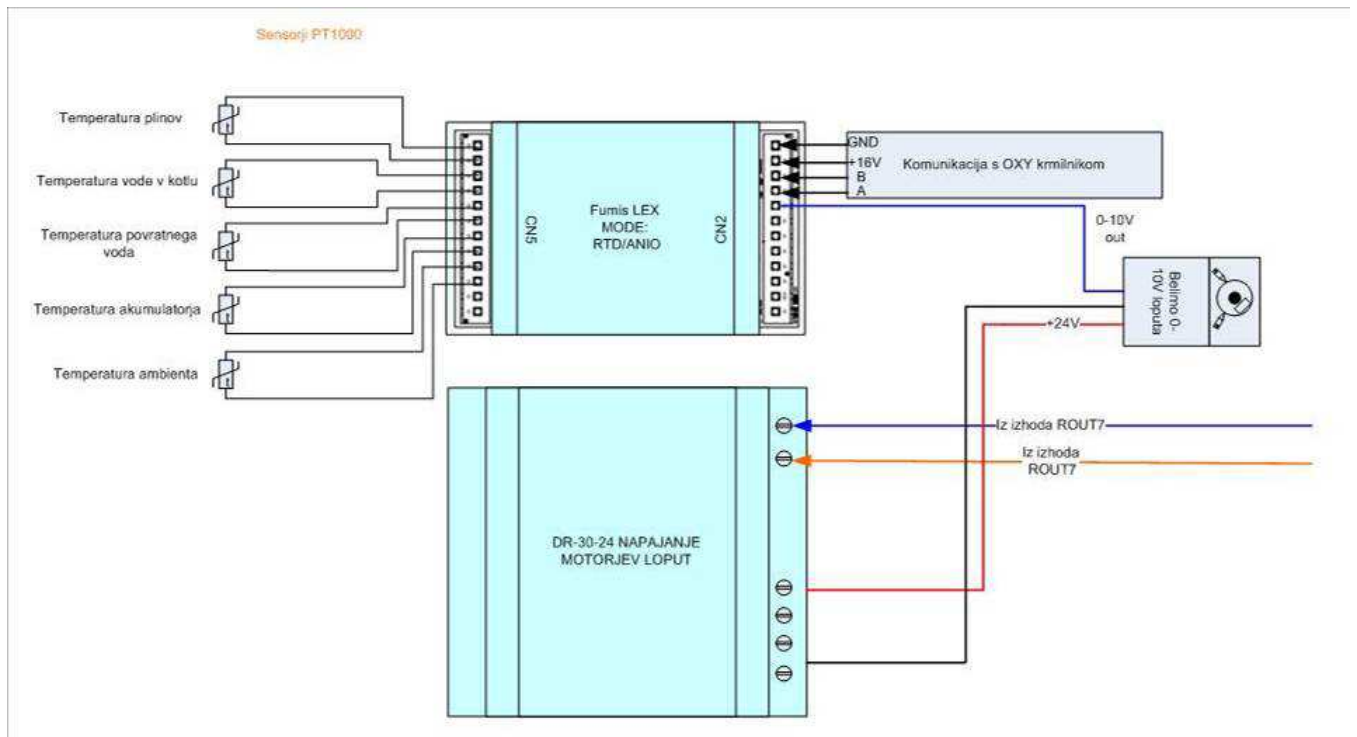 Sensorji PT1000
Temperatura plinov
Temperatura vode v kotlu
Temperatura povratnega
voda
Temperatura akumulatorja
Temperatura ambienta
CN5
Fumis LEX
MODE:
RTD/ANIO
CN2
GND
+16V
B
A
Komunikacija s OXY krmilnikom
0-10V
out
Belimo 0-
10V loputa
+24V
Iz izhoda ROUT7
Iz izhoda
ROUT7
DR-30-24 NAPAJANJE
MOTORJEV LOPUT